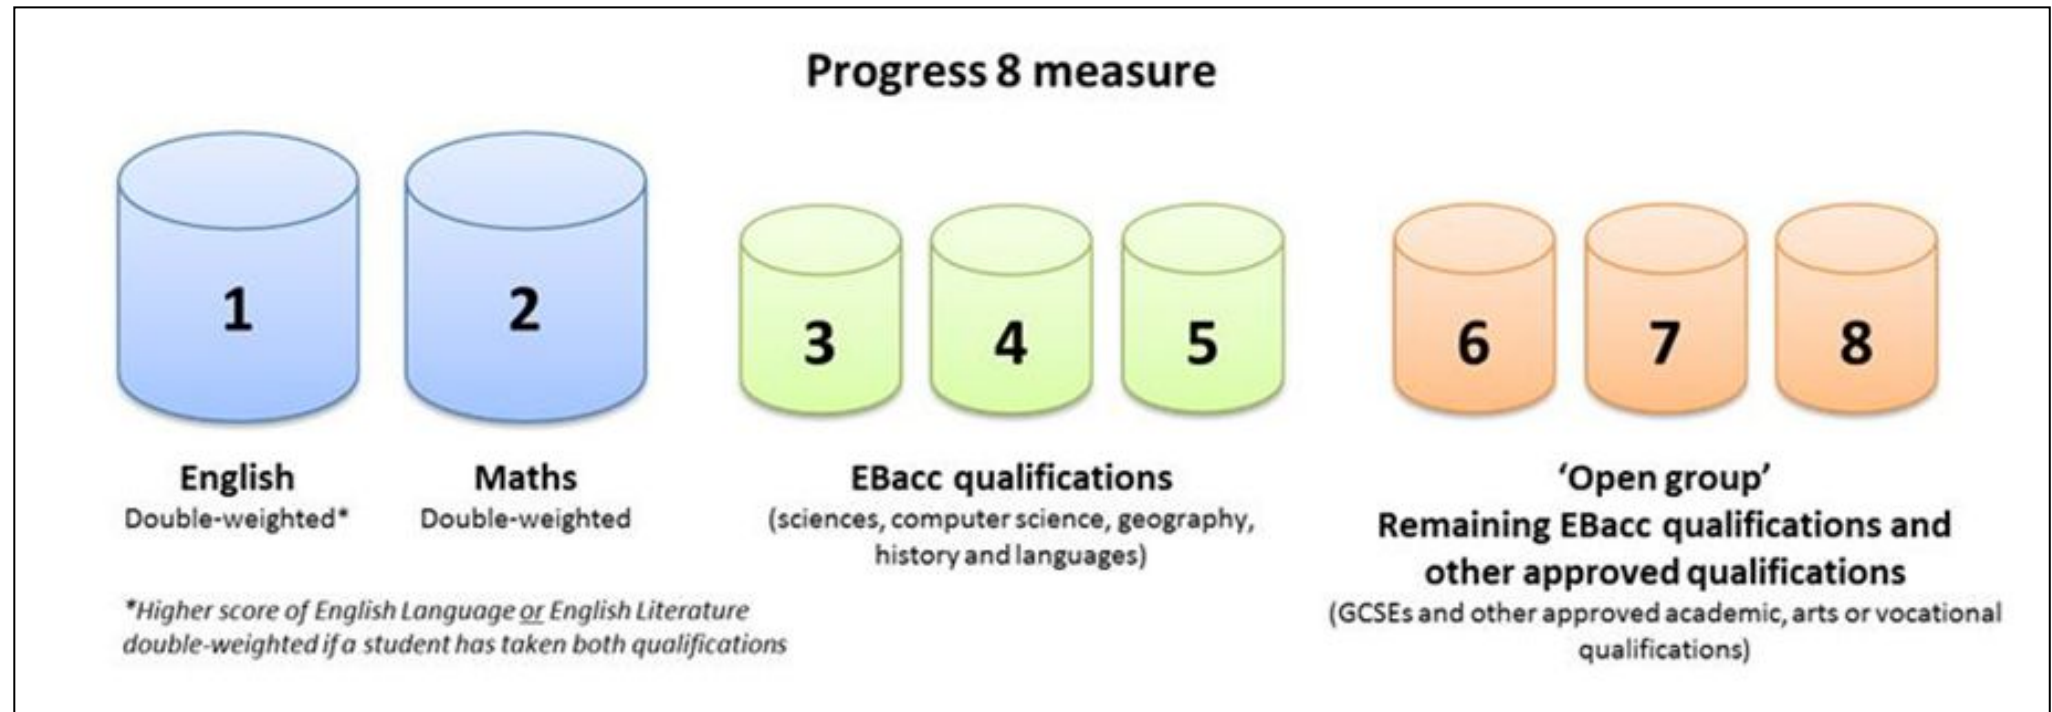 Progress 8 measure
1
2
3
4
5
6
7
8
English
Double-weighted*
Maths
Double-weighted
EBacc qualifications
(sciences, computer science, geography,
history and languages)
‘Open group’
Remaining EBacc qualifications and
other approved qualifications
(GCSEs and other approved academic, arts or vocational
qualifications)
*Higher score of English Language or English Literature
double-weighted if a student has taken both qualifications